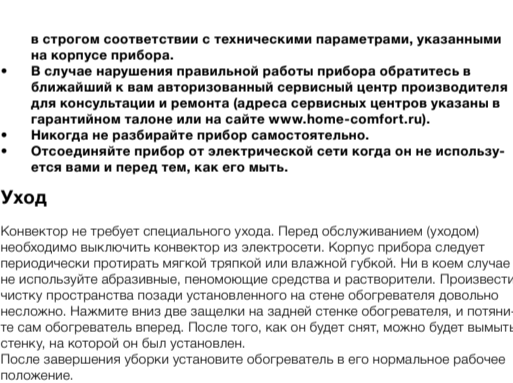 в строгом соответствии с техническими параметрами, указанными
на корпусе прибора.
• В случае нарушения правильной работы прибора обратитесь в
ближайший к вам авторизованный сервисный центр производителя
для консультации и ремонта (адреса сервисных центров указаны в
гарантийном талоне или на сайте www.home-comfort.ru).
• Никогда не разбирайте прибор самостоятельно.
• Отсоединяйте прибор от электрической сети когда он не использу-
ется вами и перед тем, как его мыть.
Уход
Конвектор не требует специального ухода. Перед обслуживанием (уходом)
необходимо выключить конвектор из электросети. Корпус прибора следует
периодически протирать мягкой тряпкой или влажной губкой. Ни в коем случае
не используйте абразивные, пеномоющие средства и растворители. Произвести
чистку пространства позади установленного на стене обогревателя довольно
несложно. Нажмите вниз две защелки на задней стенке обогревателя, и потяни-
те сам обогреватель вперед. После того, как он будет снят, можно будет вымыть
стенку, на которой он был установлен.
После завершения уборки установите обогреватель в его нормальное рабочее
положение.